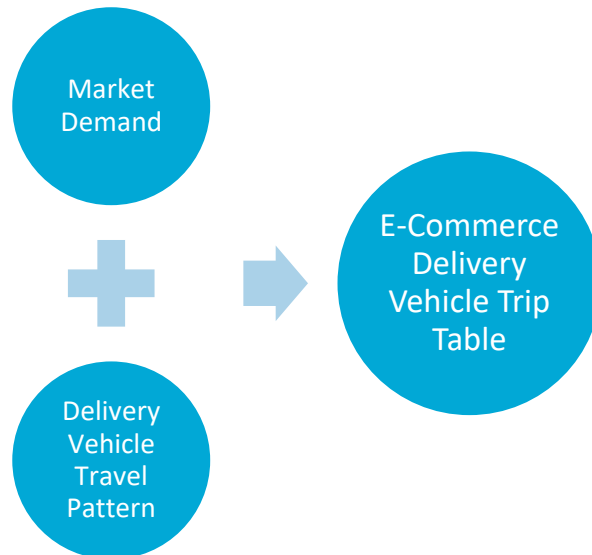 Market
Demand
E-Commerce
Delivery
Vehicle Trip
Table
Delivery
Vehicle
Travel
Pattern